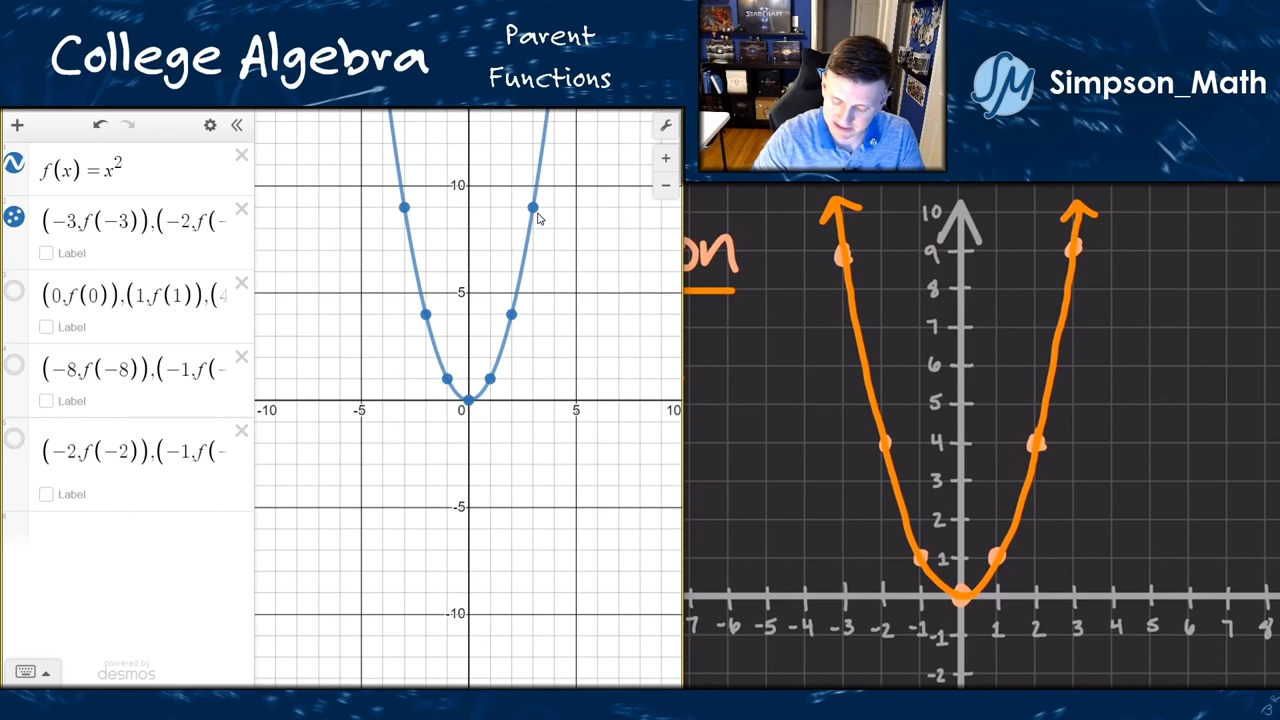 College Algebra
Parent
Functions
STARCRAFT
SM
Simpson_Math
f(x) = x2
(−3,f(−3)),(−2,f(−
Label
(0,f(0)),(1,f(1)),(4
Label
(−8,f(−8)),(−1,f(−
Label
(−2,f(−2)),(−1,f(−
Label
powered by
desmos
10
5
-10
-5
0
5
10
-5
-10
on
10
9
8
7
6
5
4
3
2
1
7 -6 -5 -4 -3 -2 -1 1 2 3 4 5 6 7 8
-1
-2